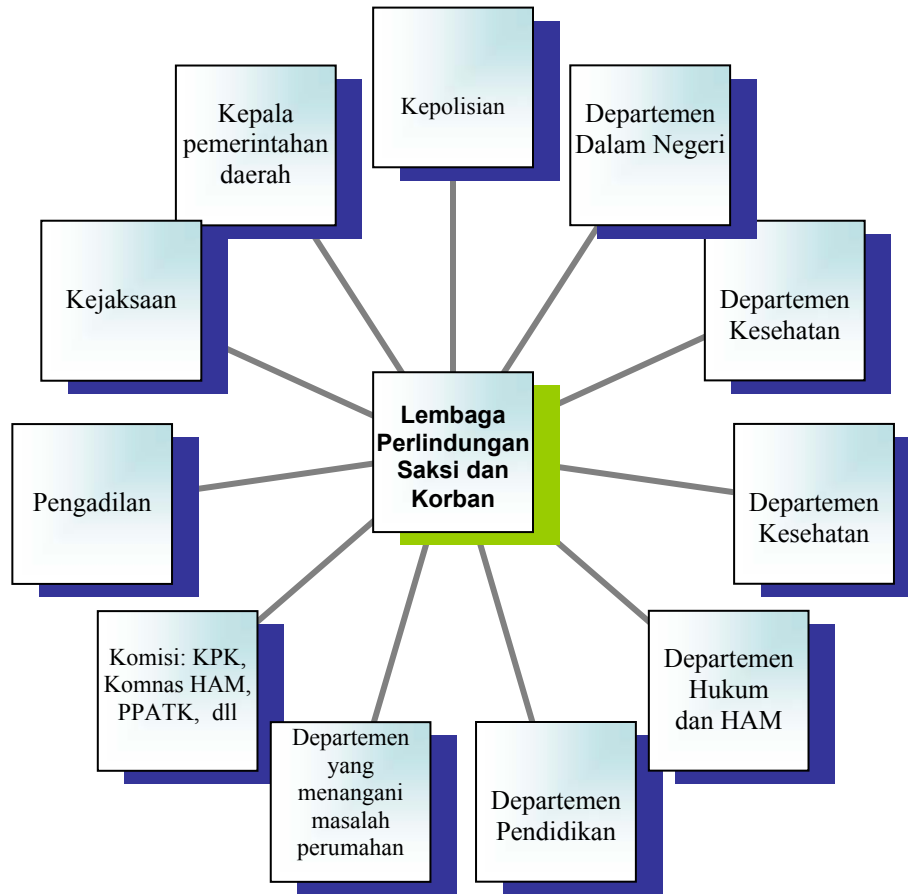 Kepolisian
Departemen
Dalam Negeri
Departemen
Kesehatan
Departemen
Kesehatan
Departemen
Hukum
dan HAM
Departemen
Pendidikan
Departemen
yang
menangani
masalah
perumahan
Komisi: KPK,
Komnas HAM,
PPATK,  dll
Pengadilan
Kejaksaan
Kepala
pemerintahan
daerah
Lembaga
Perlindungan
Saksi dan
Korban